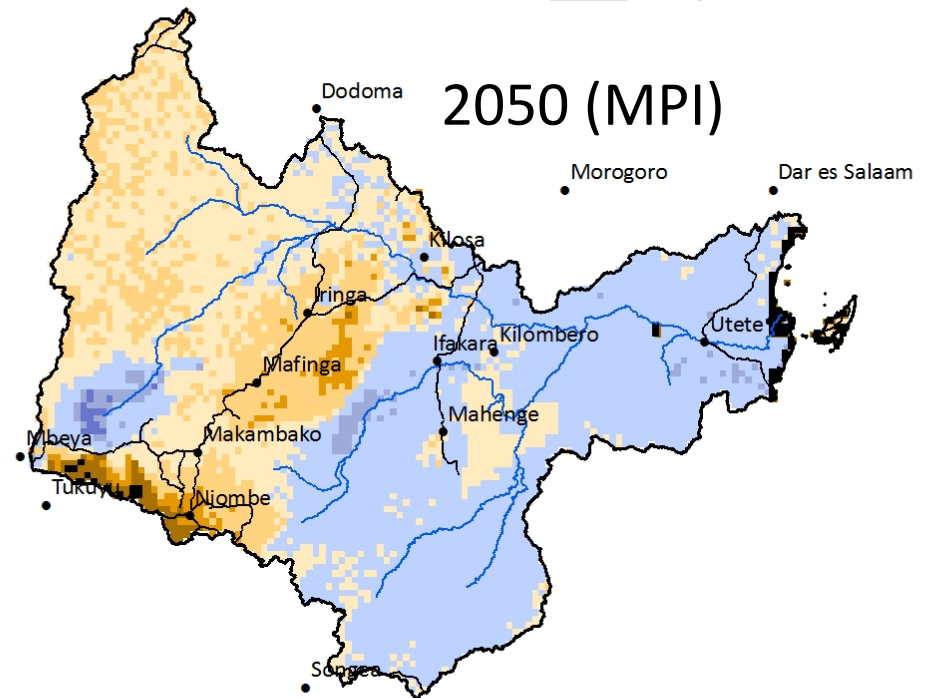 Dodoma
2050 (MPI)
Morogoro
Dar es Salaam
Kilosa
Iringa
Utete
Kilombero
Ifakara
Mafinga
Mahenge
Makambako
Mbeya
Tukuyu
Njombe
Songea